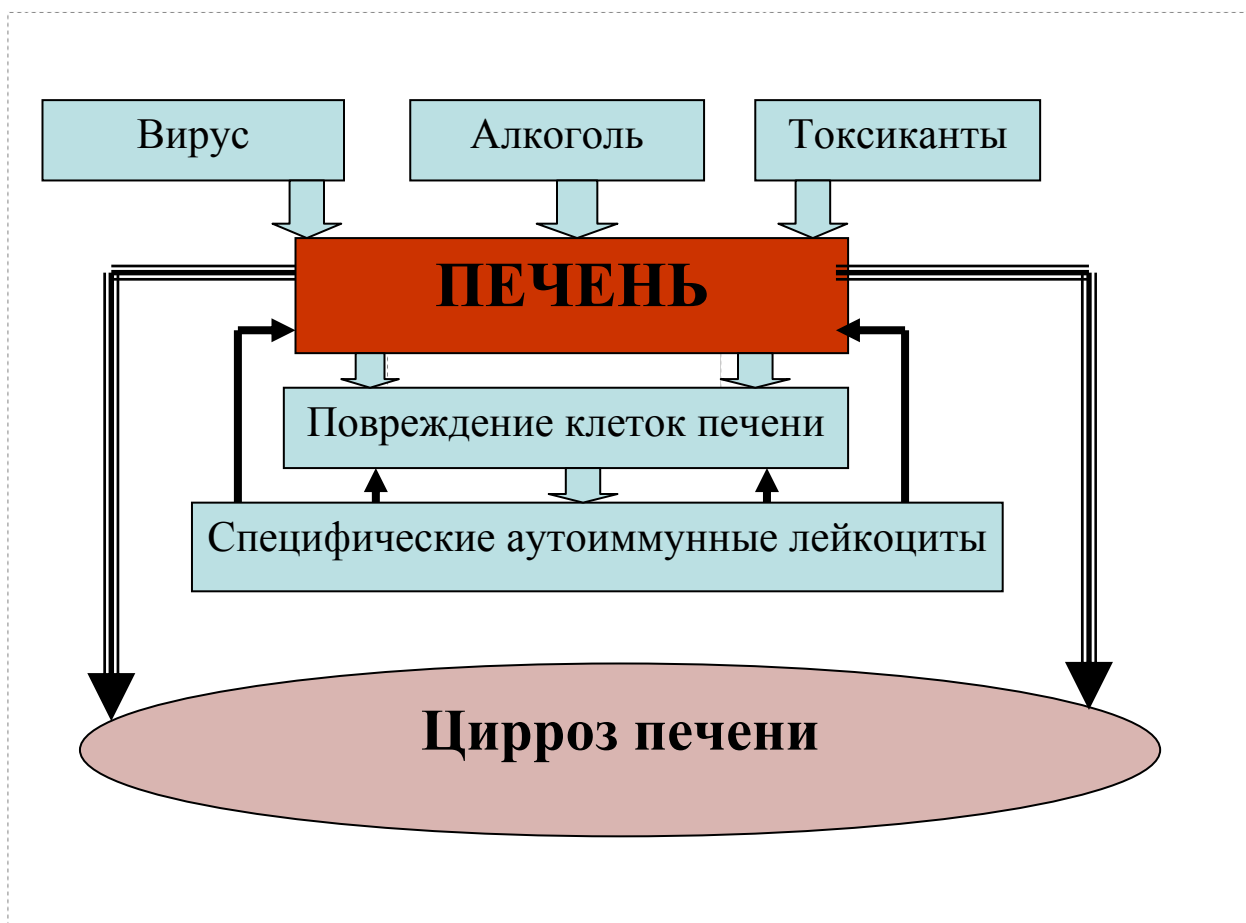 Вирус
Алкоголь
Токсиканты
ПЕЧЕНЬ
Повреждение клеток печени
Специфические аутоиммунные лейкоциты
Цирроз печени